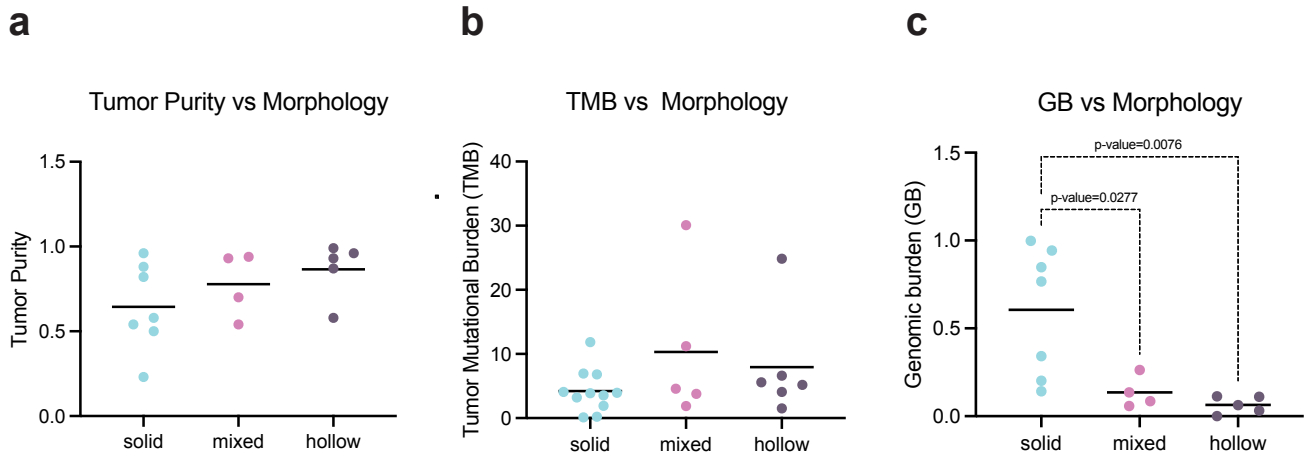 a
Tumor Purity vs Morphology
Tumor Purity
1.5
1.0
0.5
0.0
solid mixed hollow
b
TMB vs Morphology
Tumor Mutational Burden (TMB)
40
30
20
10
0
solid mixed hollow
c
GB vs Morphology
Genomic burden (GB)
1.5
1.0
0.5
0.0
p-value=0.0076
p-value=0.0277
solid mixed hollow